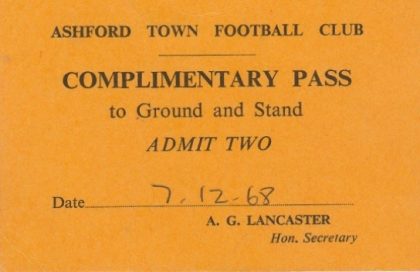 ASHFORD TOWN FOOTBALL CLUB
COMPLIMENTARY PASS
to Ground and Stand
ADMIT TWO
Date 7.12.68
A. G. LANCASTER
Hon. Secretary